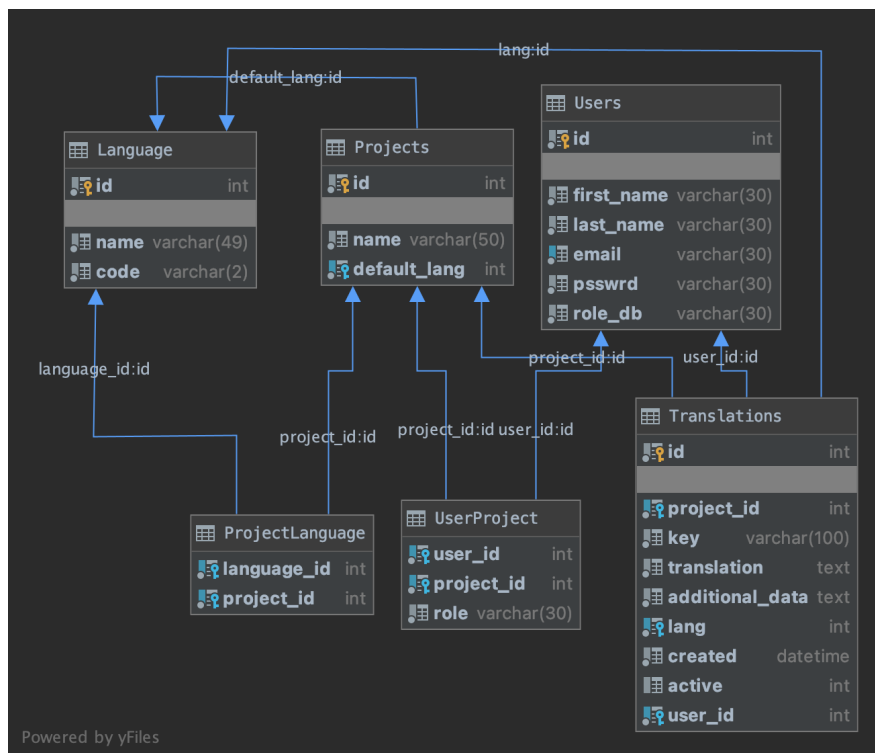 lang:id
default_lang:id
Users
id int
first_name varchar(30)
last_name varchar(30)
email varchar(30)
psswrd varchar(30)
role_db varchar(30)
Language
id int
name varchar(49)
code varchar(2)
Projects
id int
name varchar(50)
default_lang int
language_id:id
project_id:id
project_id:id
user_id:id
project_id:id
user_id:id
Translations
id int
project_id int
key varchar(100)
translation text
additional_data text
lang int
created datetime
active int
user_id int
ProjectLanguage
language_id int
project_id int
UserProject
user_id int
project_id int
role varchar(30)
Powered by yFiles